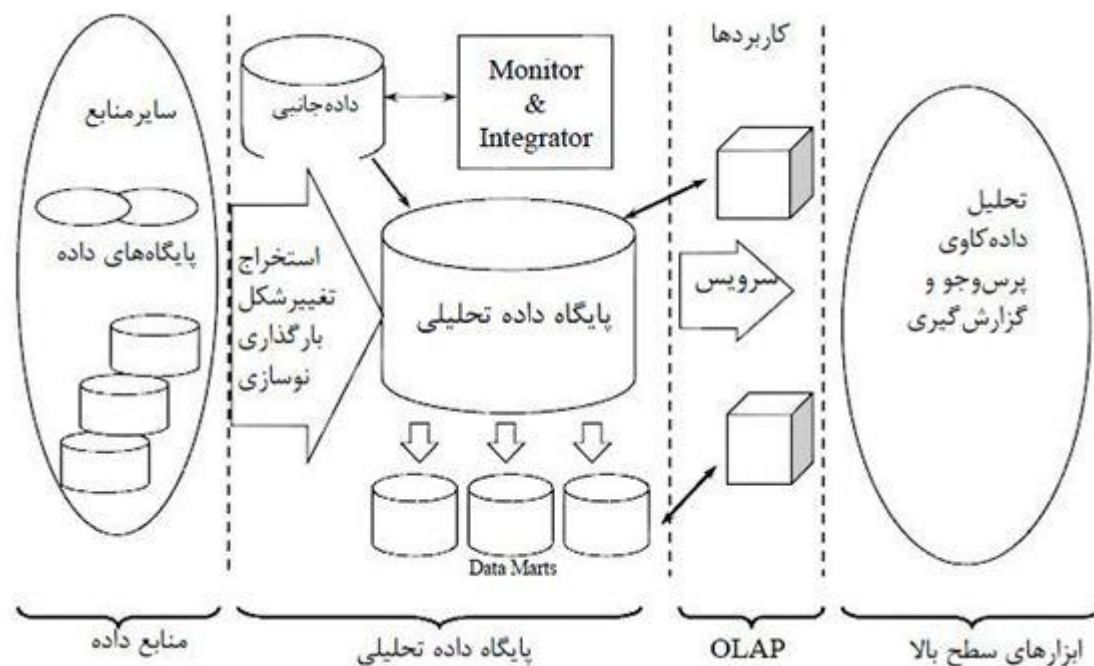 کاربردها
سایرمنابع
پایگاه‌های داده
داده‌جانبی
Monitor
&
Integrator
استخراج
تغییرشکل
بارگذاری
نوسازی
پایگاه داده تحلیلی
سرویس
تحلیل
داده‌کاوی
پرس‌وجو و
گزارش‌گیری
Data Marts
منابع داده
پایگاه داده تحلیلی
OLAP
ابزارهای سطح بالا